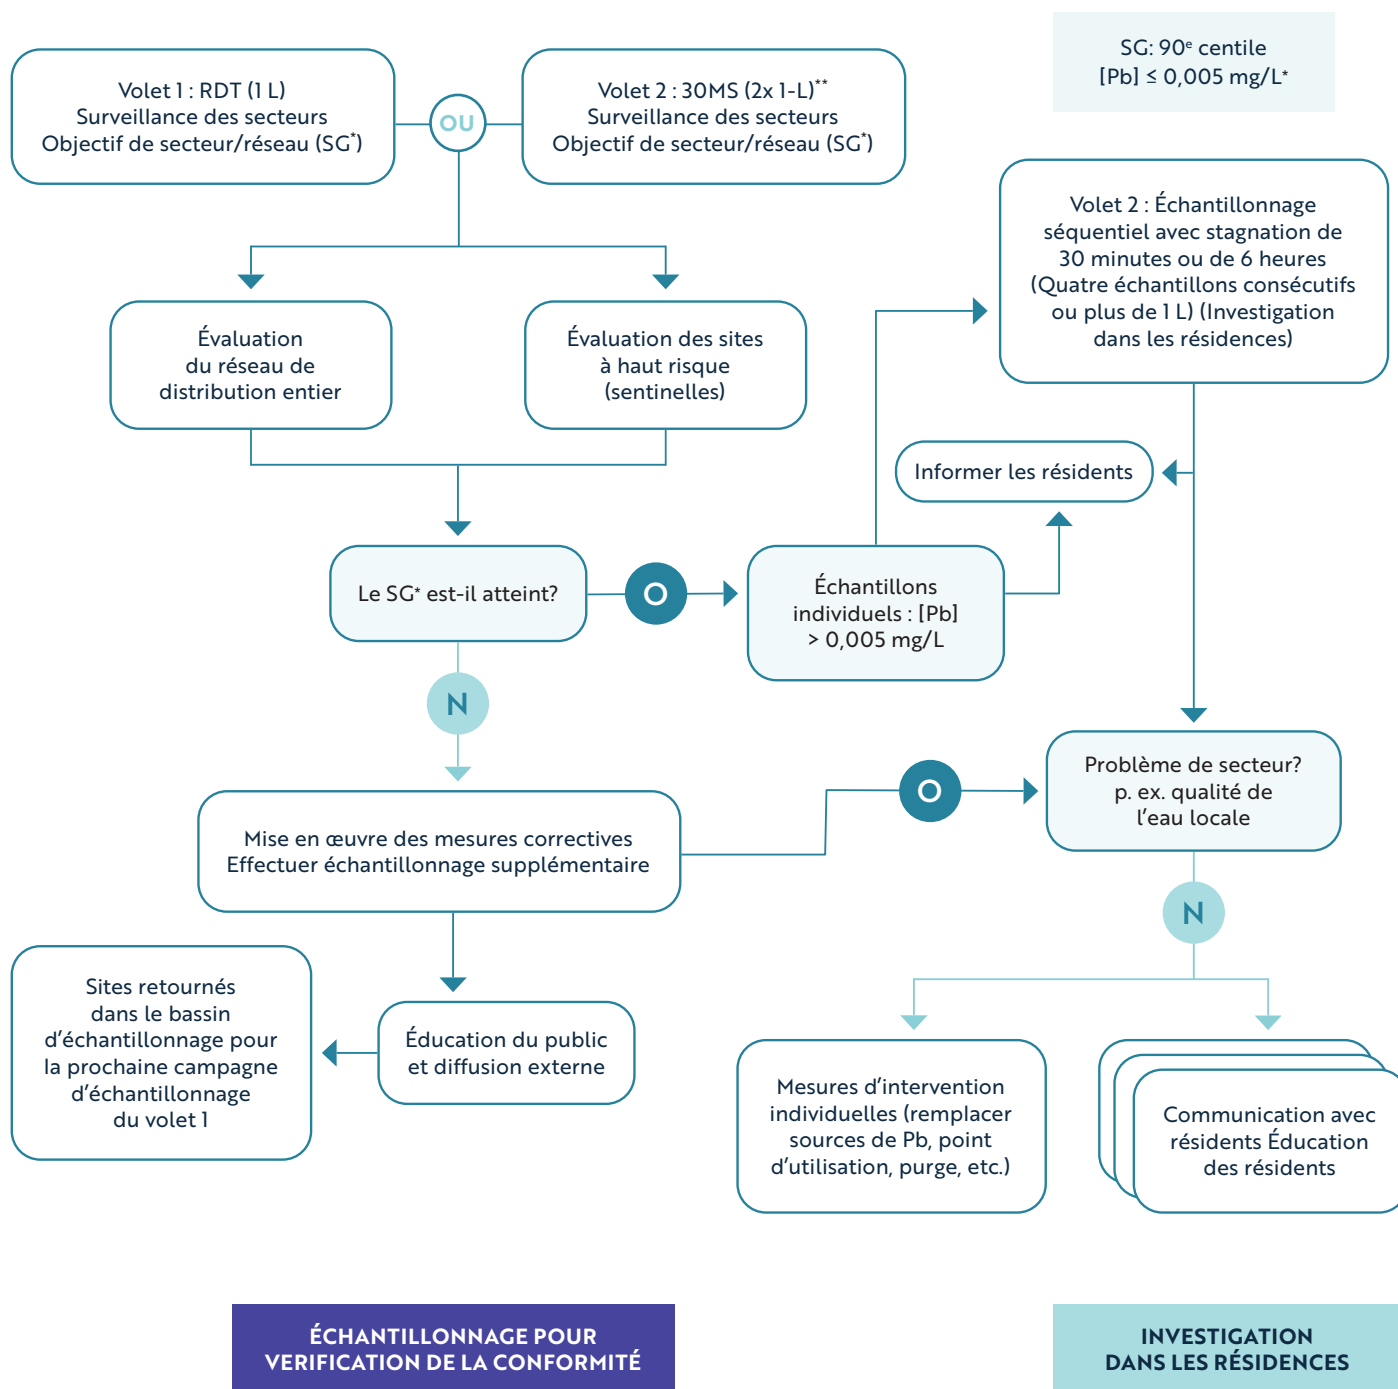 SG: 90ᵉ centile
[Pb] ≤ 0,005 mg/L*
Volet 1 : RDT (1 L)
Surveillance des secteurs
Objectif de secteur/réseau (SG*)
OU
Volet 2 : 30MS (2x 1-L)**
Surveillance des secteurs
Objectif de secteur/réseau (SG*)
Volet 2 : Échantillonnage
séquentiel avec stagnation de
30 minutes ou de 6 heures
(Quatre échantillons consécutifs
ou plus de 1 L) (Investigation
dans les résidences)
Évaluation
du réseau de
distribution entier
Évaluation des sites
à haut risque
(sentinelles)
Informer les résidents
Le SG* est-il atteint?
O
Échantillons
individuels : [Pb]
> 0,005 mg/L
N
Mise en œuvre des mesures correctives
Effectuer échantillonnage supplémentaire
O
Problème de secteur?
p. ex. qualité de
l’eau locale
N
Sites retournés
dans le bassin
d’échantillonnage pour
la prochaine campagne
d’échantillonnage
du volet 1
Éducation du public
et diffusion externe
Mesures d’intervention
individuelles (remplacer
sources de Pb, point
d’utilisation, purge, etc.)
Communication avec
résidents Éducation
des résidents
ÉCHANTILLONNAGE POUR
VERIFICATION DE LA CONFORMITÉ
INVESTIGATION
DANS LES RÉSIDENCES